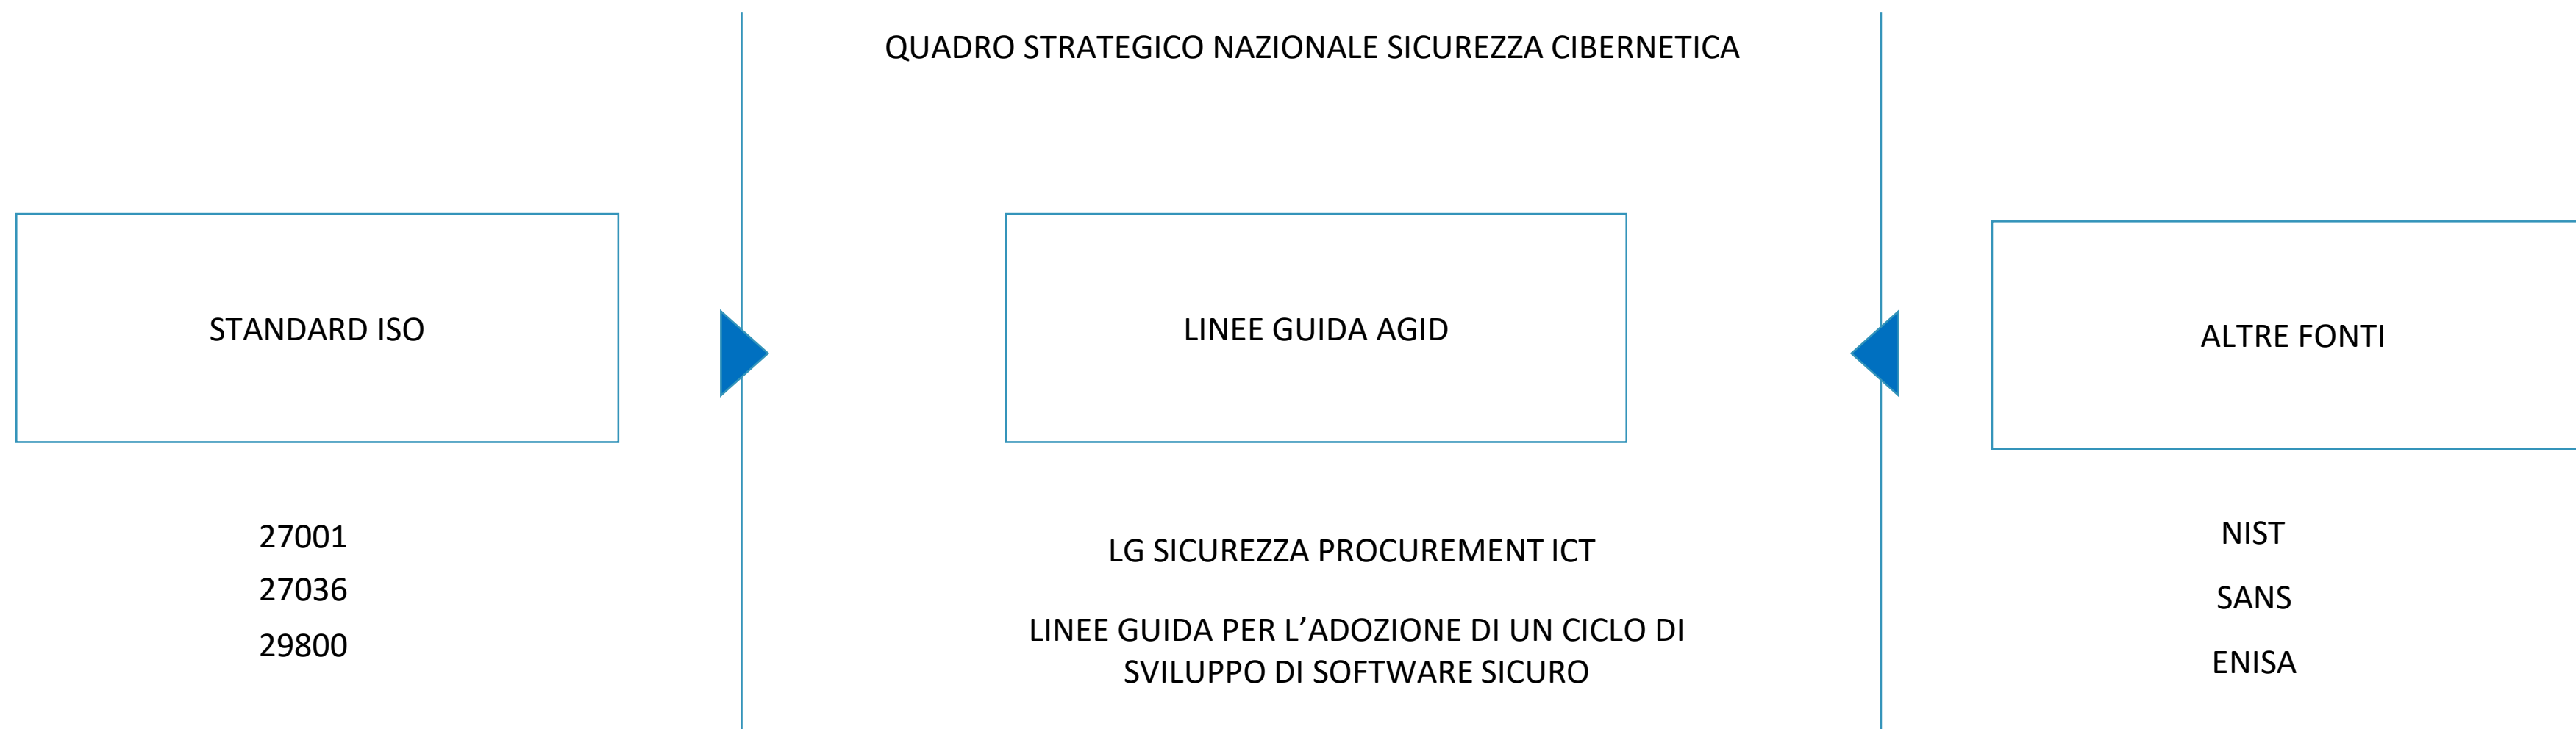 QUADRO STRATEGICO NAZIONALE SICUREZZA CIBERNETICA
STANDARD ISO
27001
27036
29800
LINEE GUIDA AGID
LG SICUREZZA PROCUREMENT ICT
LINEE GUIDA PER L’ADOZIONE DI UN CICLO DI
SVILUPPO DI SOFTWARE SICURO
ALTRE FONTI
NIST
SANS
ENISA